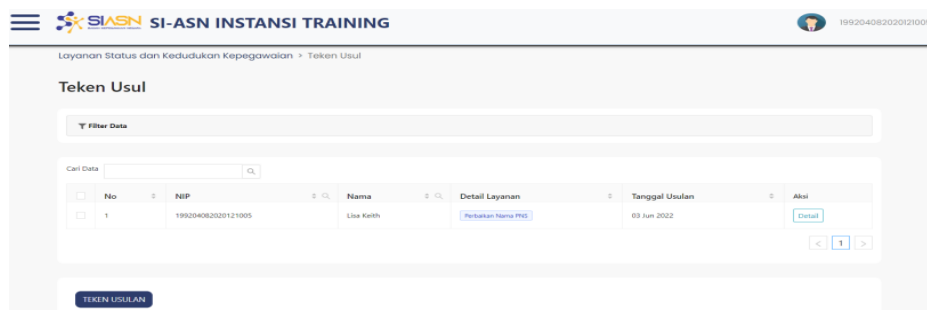 SIASN SI-ASN INSTANSI TRAINING
199204082020121005
Layanan Status dan Kedudukan Kepegawaian > Teken Usul
Teken Usul
Filter Data
Cari Data
No NIP Nama Detail Layanan Tanggal Usulan Aksi
1 199204082020121005 Lisa Keith Perbaikan Nama PNS 03 Jun 2022 Detail
< 1 >
TEKEN USULAN